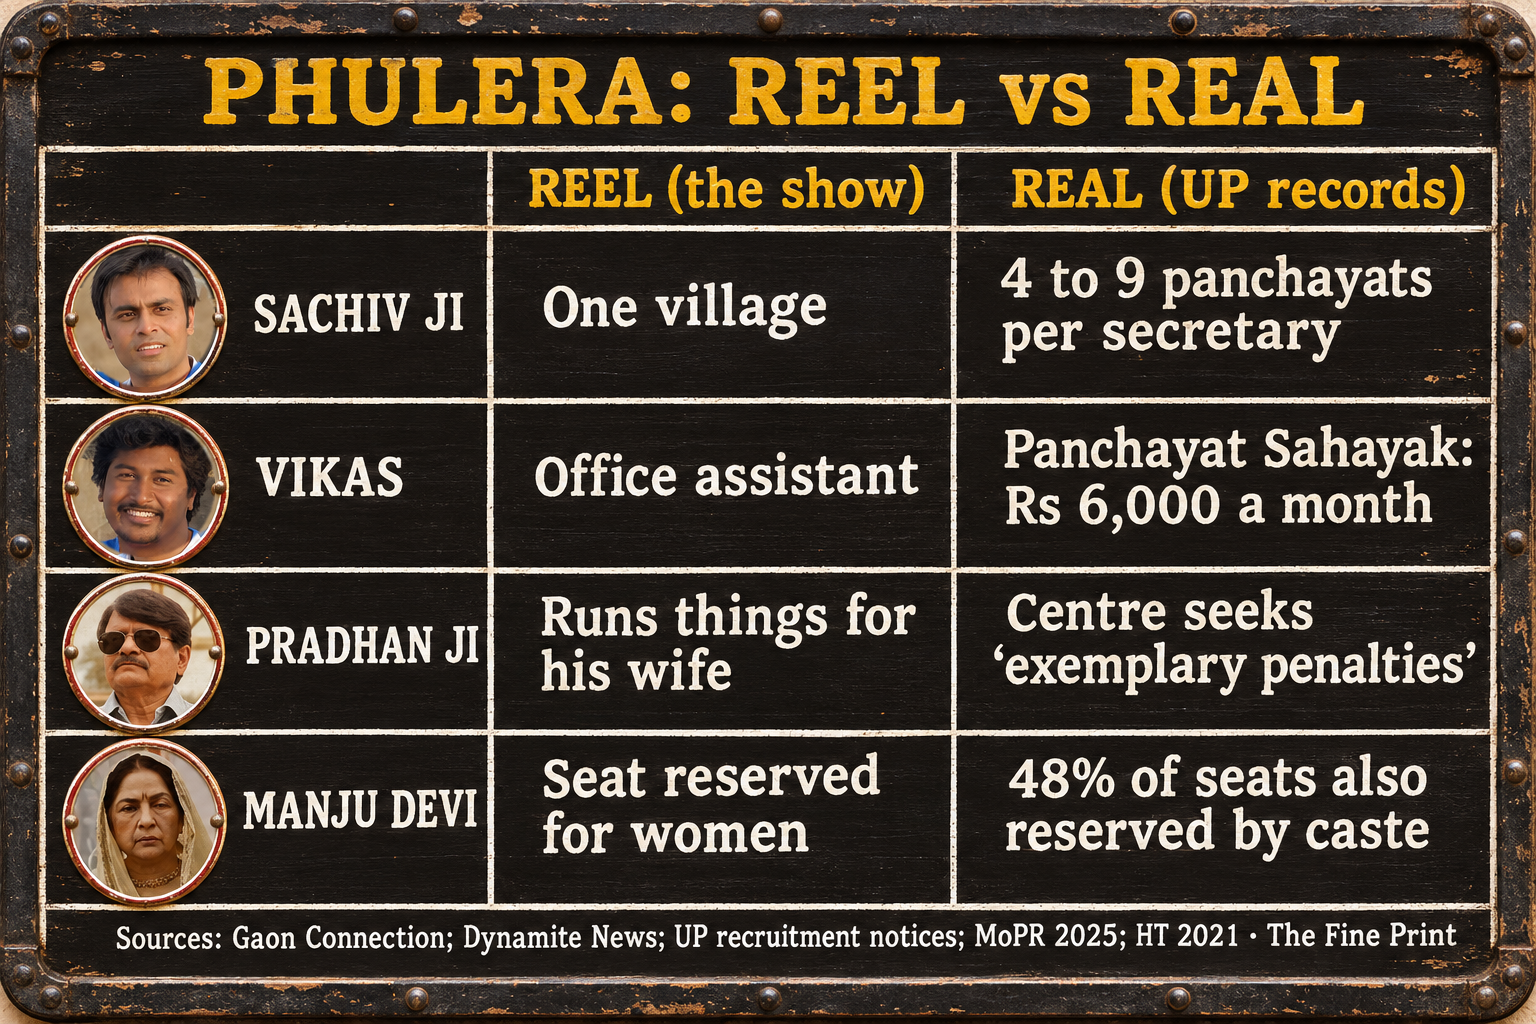 PHULERA: REEL vs REAL
REEL (the show)
REAL (UP records)
SACHIV JI
One village
4 to 9 panchayats
per secretary
VIKAS
Office assistant
Panchayat Sahayak:
Rs 6,000 a month
PRADHAN JI
Runs things for
his wife
Centre seeks
‘exemplary penalties’
MANJU DEVI
Seat reserved
for women
48% of seats also
reserved by caste
Sources: Gaon Connection; Dynamite News; UP recruitment notices; MoPR 2025; HT 2021 · The Fine Print